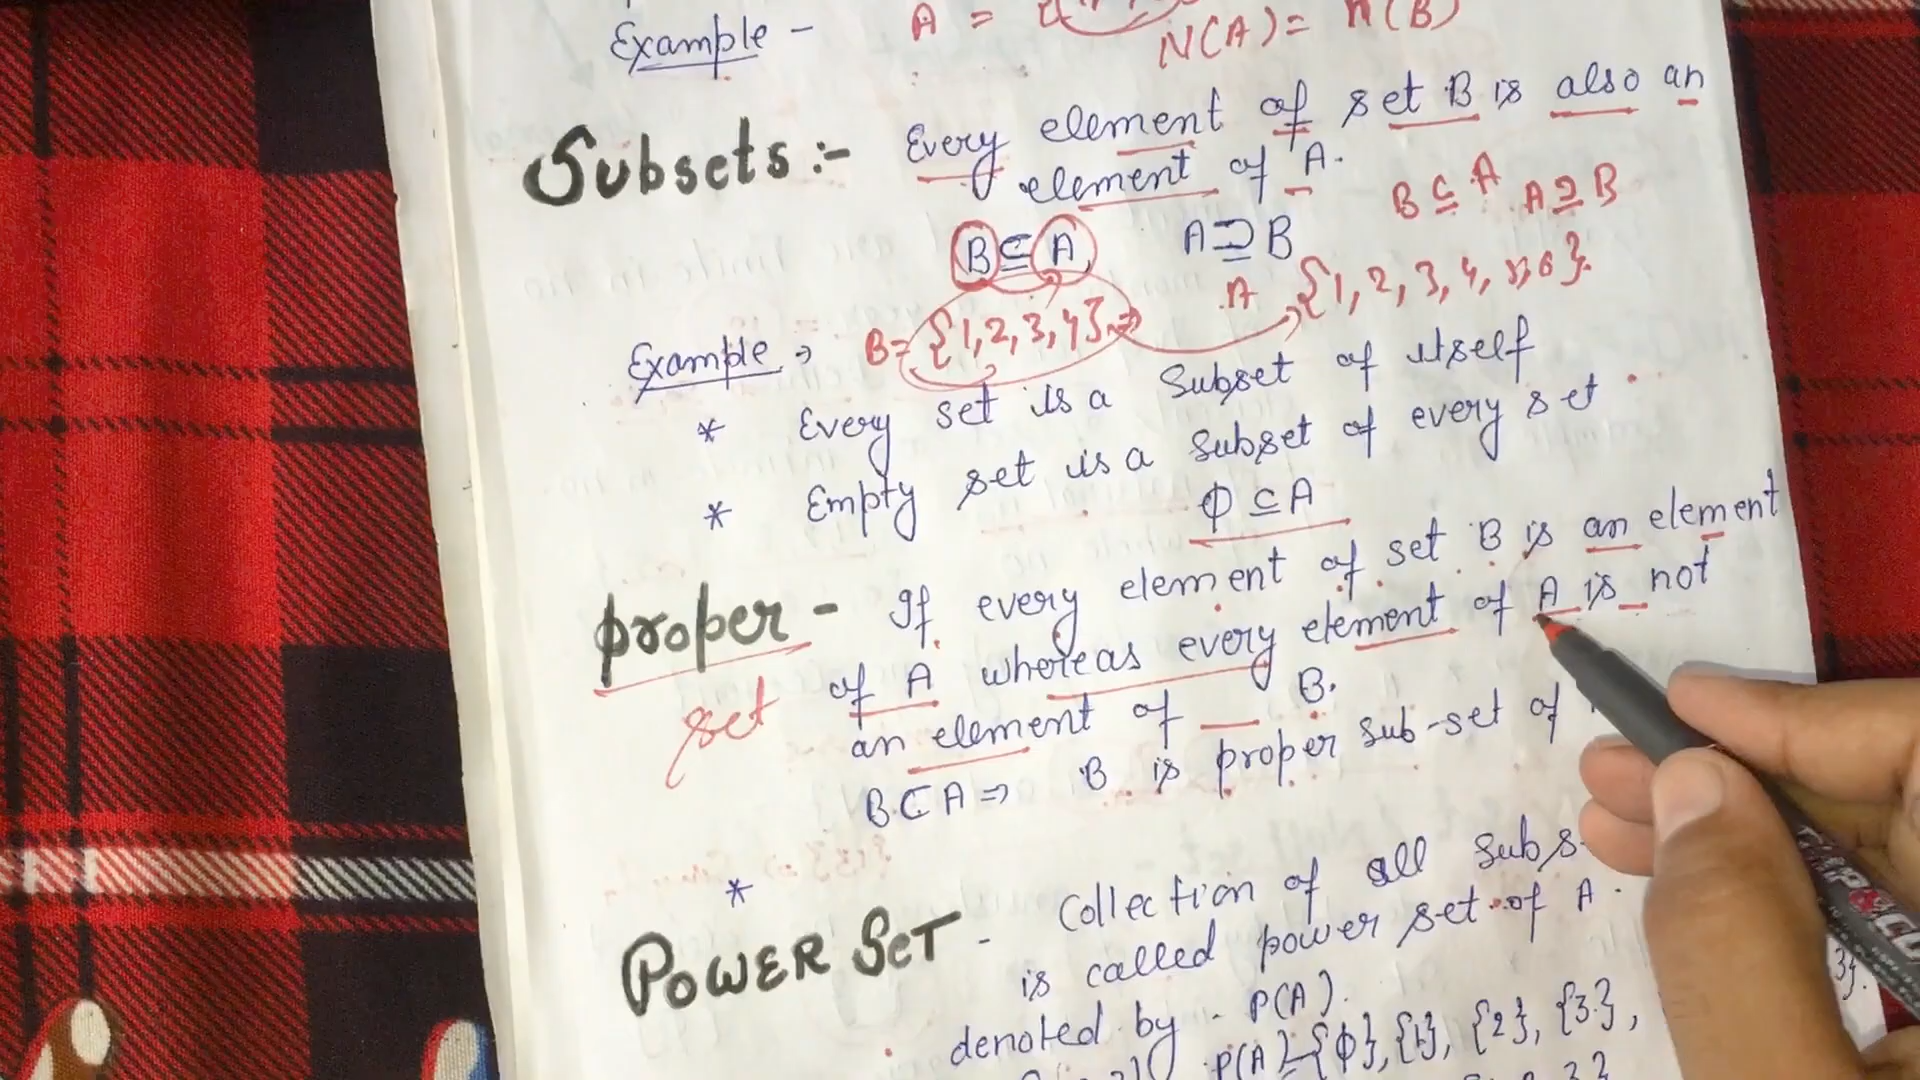 Example - A = {
N(A) = n(B)
Subsets :- Every element of set B is also an
element of A.
B ⊆ A A ⊇ B
B ⊆ A, A ⊇ B
Example → B = {1, 2, 3, 4} ⇒ A {1, 2, 3, 4, 5, 6}.
* Every set is a Subset of itself
* Empty set is a subset of every set
ϕ ⊆ A
proper - If every element of set B is an element
set of A whereas every element of A is not
an element of __ B.
B ⊂ A ⇒ B is proper sub-set of
*
POWER SET - Collection of all Subs
is called power set of A.
denoted by - P(A).
P(A) = {ϕ}, {1}, {2}, {3},
3}.